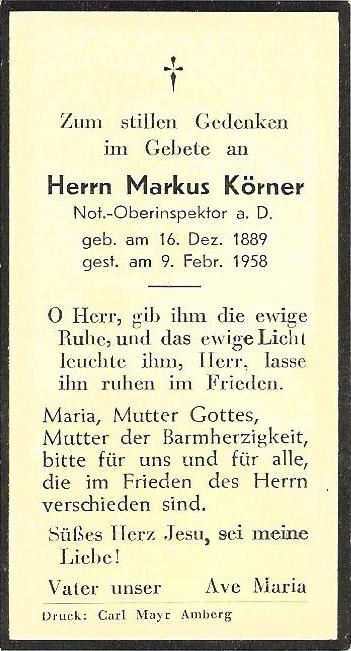 Zum stillen Gedenken
im Gebete an
Herrn Markus Körner
Not.-Oberinspektor a. D.
geb. am 16. Dez. 1889
gest. am 9. Febr. 1958
O Herr, gib ihm die ewige
Ruhe, und das ewige Licht
leuchte ihm, Herr, lasse
ihn ruhen im Frieden.
Maria, Mutter Gottes,
Mutter der Barmherzigkeit,
bitte für uns und für alle,
die im Frieden des Herrn
verschieden sind.
Süßes Herz Jesu, sei meine
Liebe!
Vater unser Ave Maria
Druck: Carl Mayr Amberg